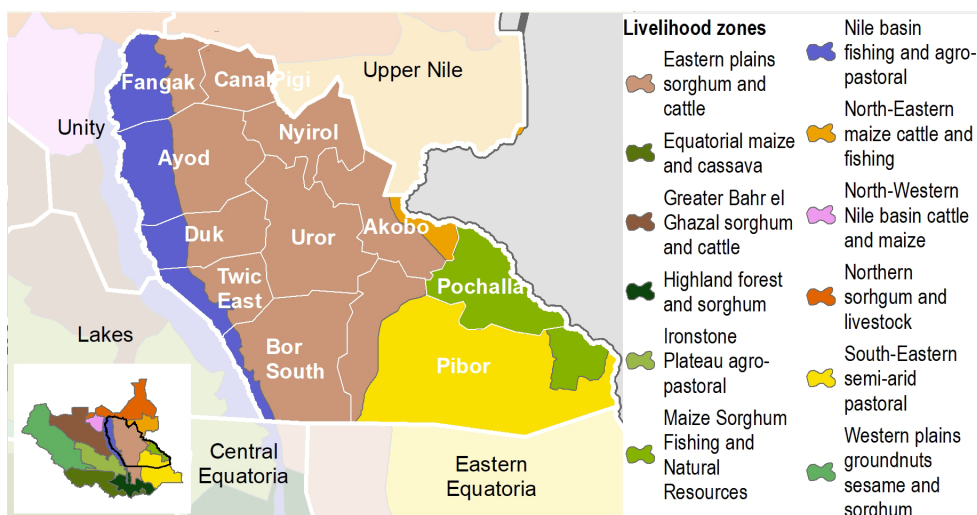 Upper Nile
Fangak
Canal Pigi
Unity
Nyirol
Ayod
Akobo
Duk
Uror
Twic
East
Pochalla
Lakes
Bor
South
Pibor
Central
Equatoria
Eastern
Equatoria
Livelihood zones
Eastern plains
sorghum and
cattle
Equatorial maize
and cassava
Greater Bahr el
Ghazal sorghum
and cattle
Highland forest
and sorghum
Ironstone
Plateau agro-
pastoral
Maize Sorghum
Fishing and
Natural
Resources
Nile basin
fishing and agro-
pastoral
North-Eastern
maize cattle and
fishing
North-Western
Nile basin cattle
and maize
Northern
sorhgum and
livestock
South-Eastern
semi-arid
pastoral
Western plains
groundnuts
sesame and
sorghum